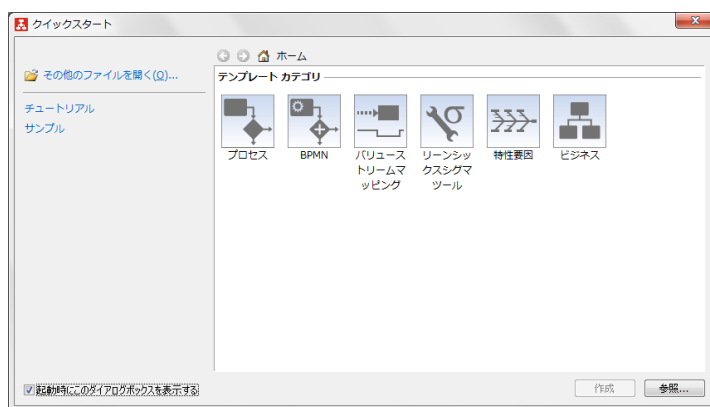 クイックスタート
その他のファイルを開く(O)...
チュートリアル
サンプル
ホーム
テンプレート カテゴリ
プロセス
BPMN
バリュース
トリームマ
ッピング
リーンシッ
クスシグマ
ツール
特性要因
ビジネス
起動時にこのダイアログボックスを表示する
作成
参照...